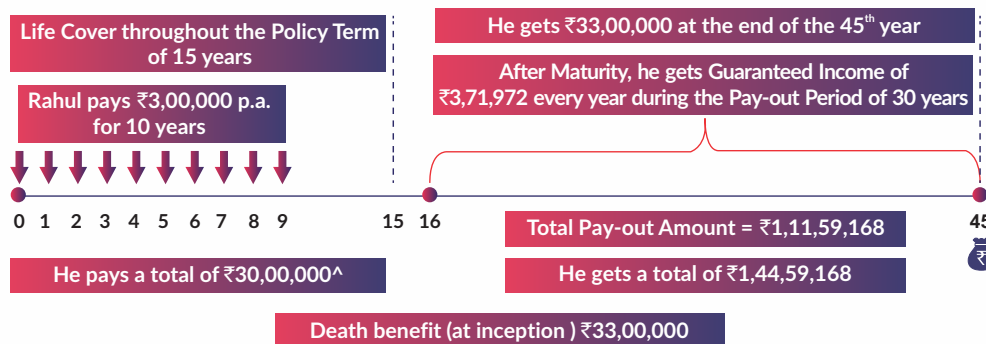 Life Cover throughout the Policy Term
of 15 years
He gets ₹33,00,000 at the end of the 45th year
After Maturity, he gets Guaranteed Income of
₹3,71,972 every year during the Pay-out Period of 30 years
Rahul pays ₹3,00,000 p.a.
for 10 years
0 1 2 3 4 5 6 7 8 9 15 16 45
₹
Total Pay-out Amount = ₹1,11,59,168
He pays a total of ₹30,00,000^
He gets a total of ₹1,44,59,168
Death benefit (at inception ) ₹33,00,000